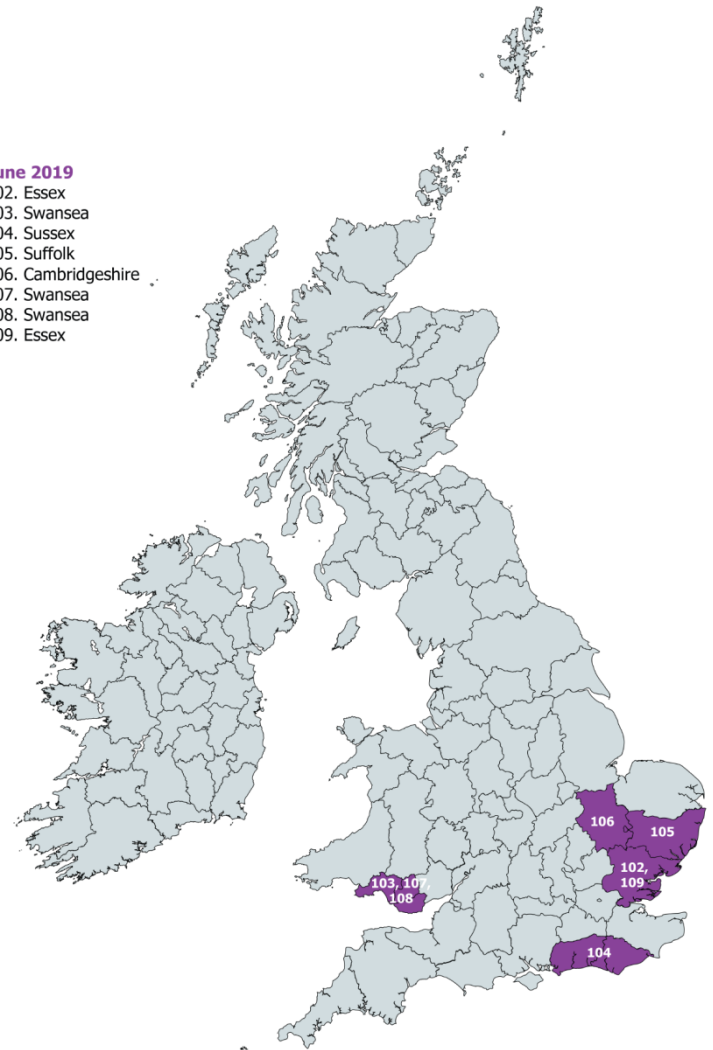 une 2019
02. Essex
03. Swansea
04. Sussex
05. Suffolk
06. Cambridgeshire
07. Swansea
08. Swansea
09. Essex
106
105
102,
109
103, 107,
108
104